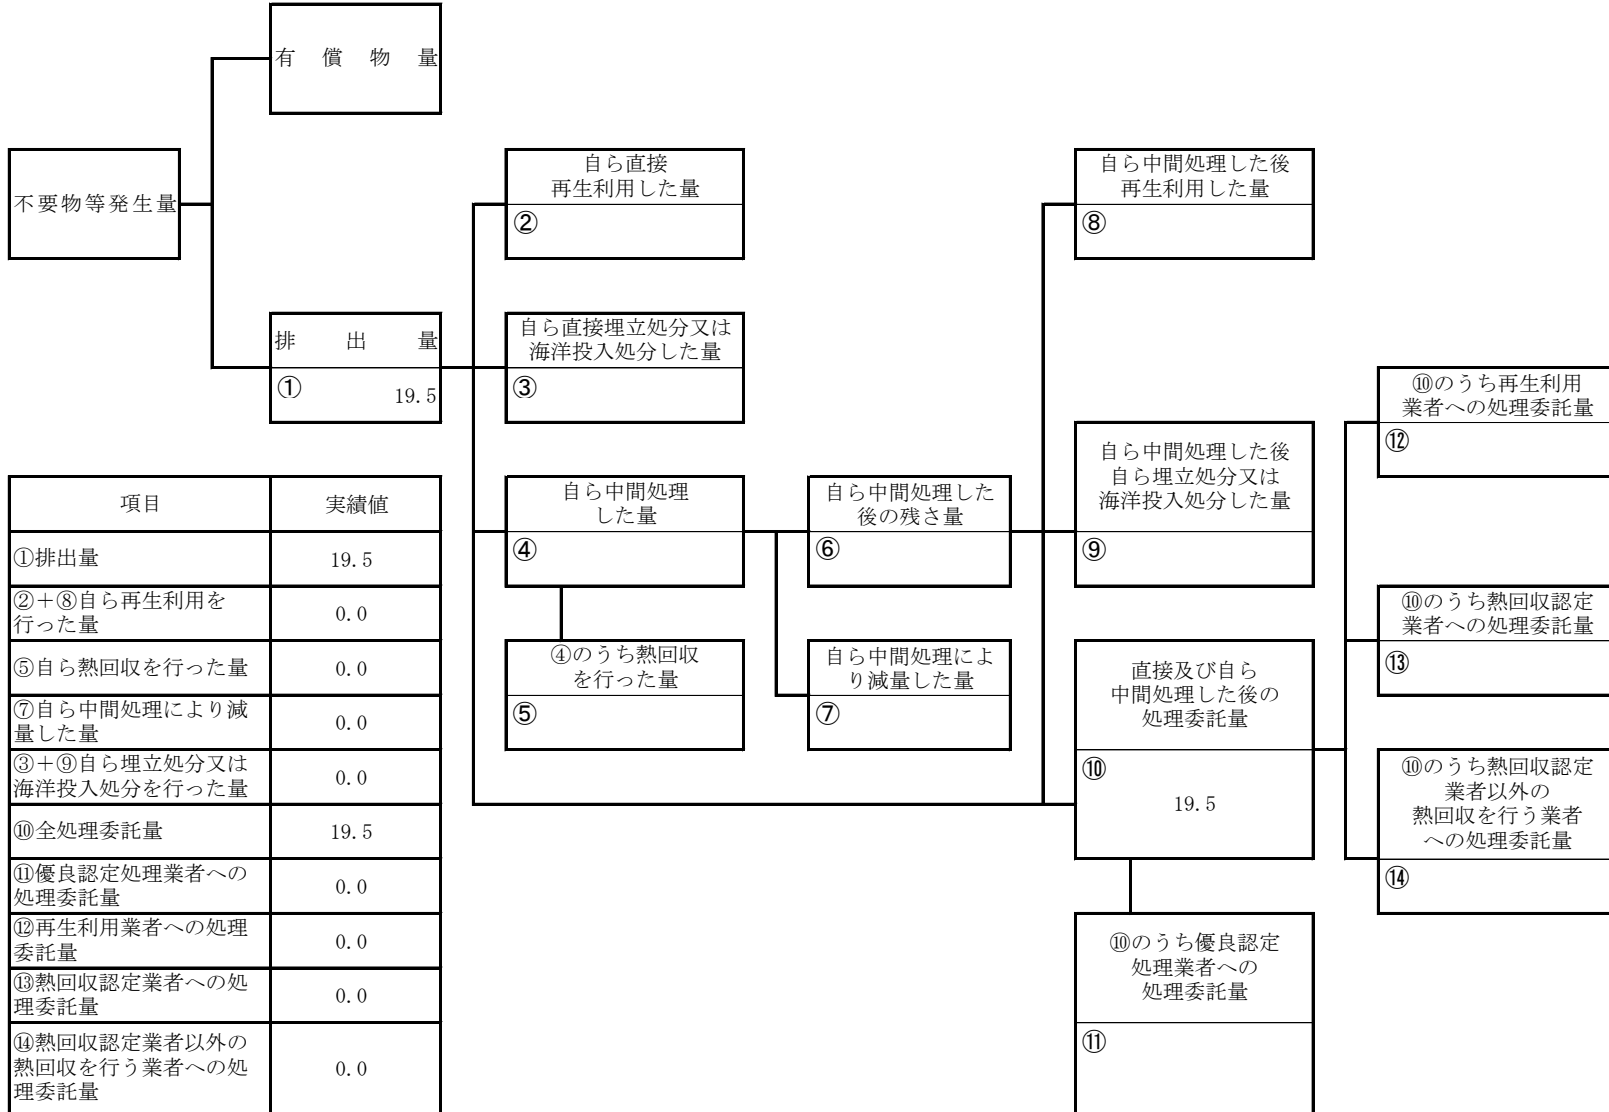 有償物量
不要物等発生量
排出量
①
19.5
自ら直接
再生利用した量
②
自ら直接埋立処分又は
海洋投入処分した量
③
自ら中間処理
した量
④
④のうち熱回収
を行った量
⑤
自ら中間処理した
後の残さ量
⑥
自ら中間処理によ
り減量した量
⑦
自ら中間処理した後
再生利用した量
⑧
自ら中間処理した後
自ら埋立処分又は
海洋投入処分した量
⑨
直接及び自ら
中間処理した後の
処理委託量
⑩
19.5
⑩のうち優良認定
処理業者への
処理委託量
⑪
⑩のうち再生利用
業者への処理委託量
⑫
⑩のうち熱回収認定
業者への処理委託量
⑬
⑩のうち熱回収認定
業者以外の
熱回収を行う業者
への処理委託量
⑭
項目 実績値
①排出量 19.5
②+⑧自ら再生利用を
行った量 0.0
⑤自ら熱回収を行った量 0.0
⑦自ら中間処理により減
量した量 0.0
③+⑨自ら埋立処分又は
海洋投入処分を行った量 0.0
⑩全処理委託量 19.5
⑪優良認定処理業者への
処理委託量 0.0
⑫再生利用業者への処理
委託量 0.0
⑬熱回収認定業者への処
理委託量 0.0
⑭熱回収認定業者以外の
熱回収を行う業者への処
理委託量 0.0